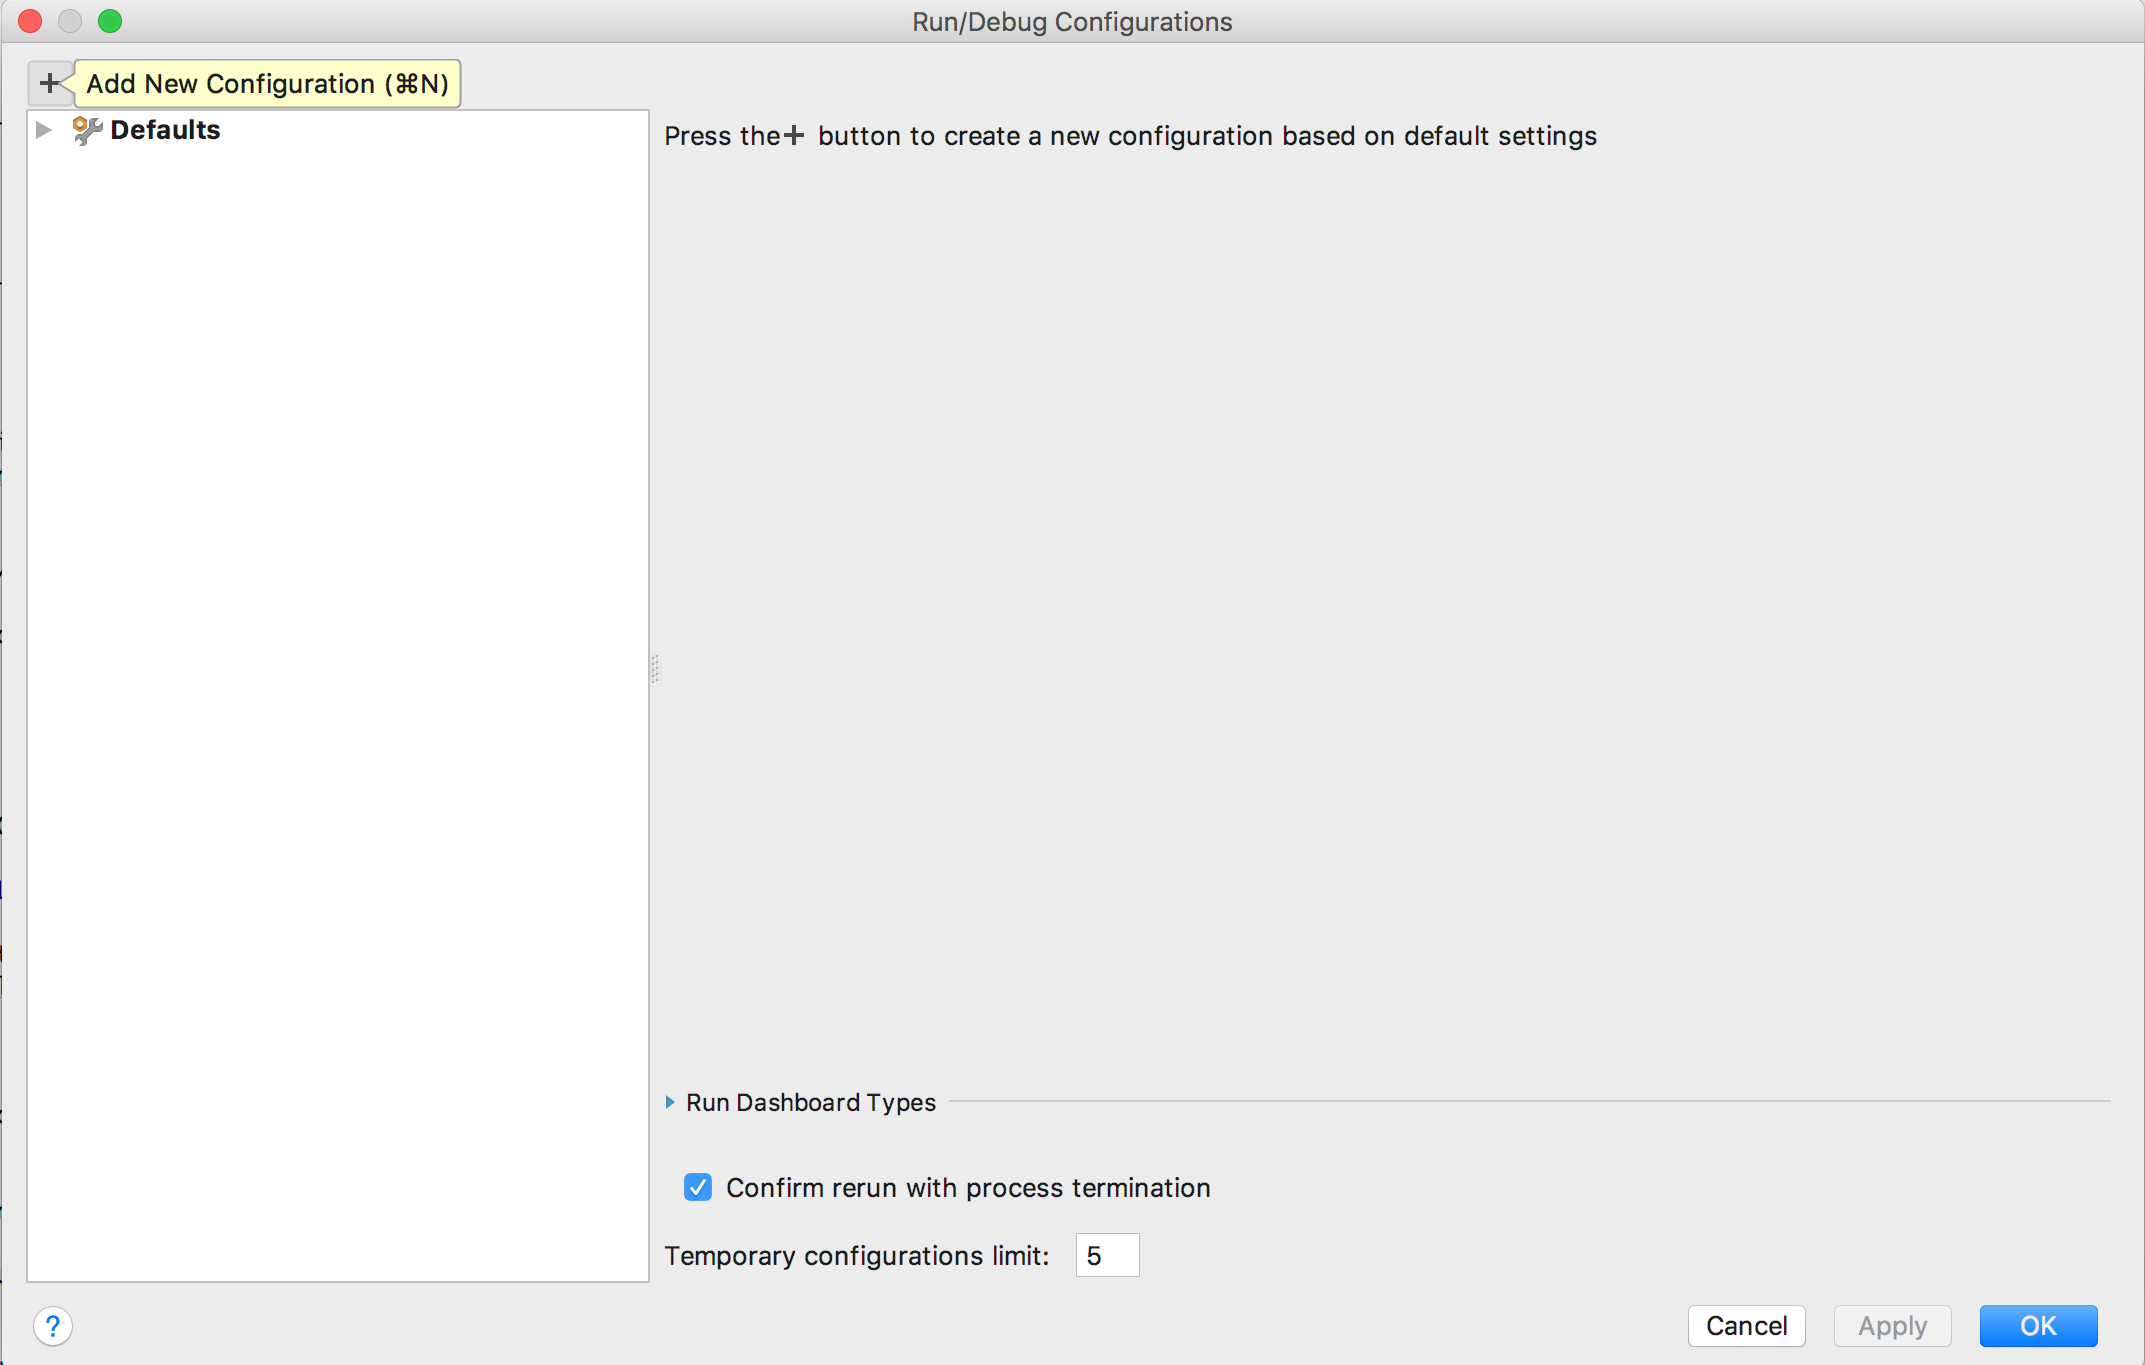 Run/Debug Configurations
Add New Configuration (⌘N)
Defaults
Press the + button to create a new configuration based on default settings
Run Dashboard Types
Confirm rerun with process termination
Temporary configurations limit: 5
?
Cancel
Apply
OK